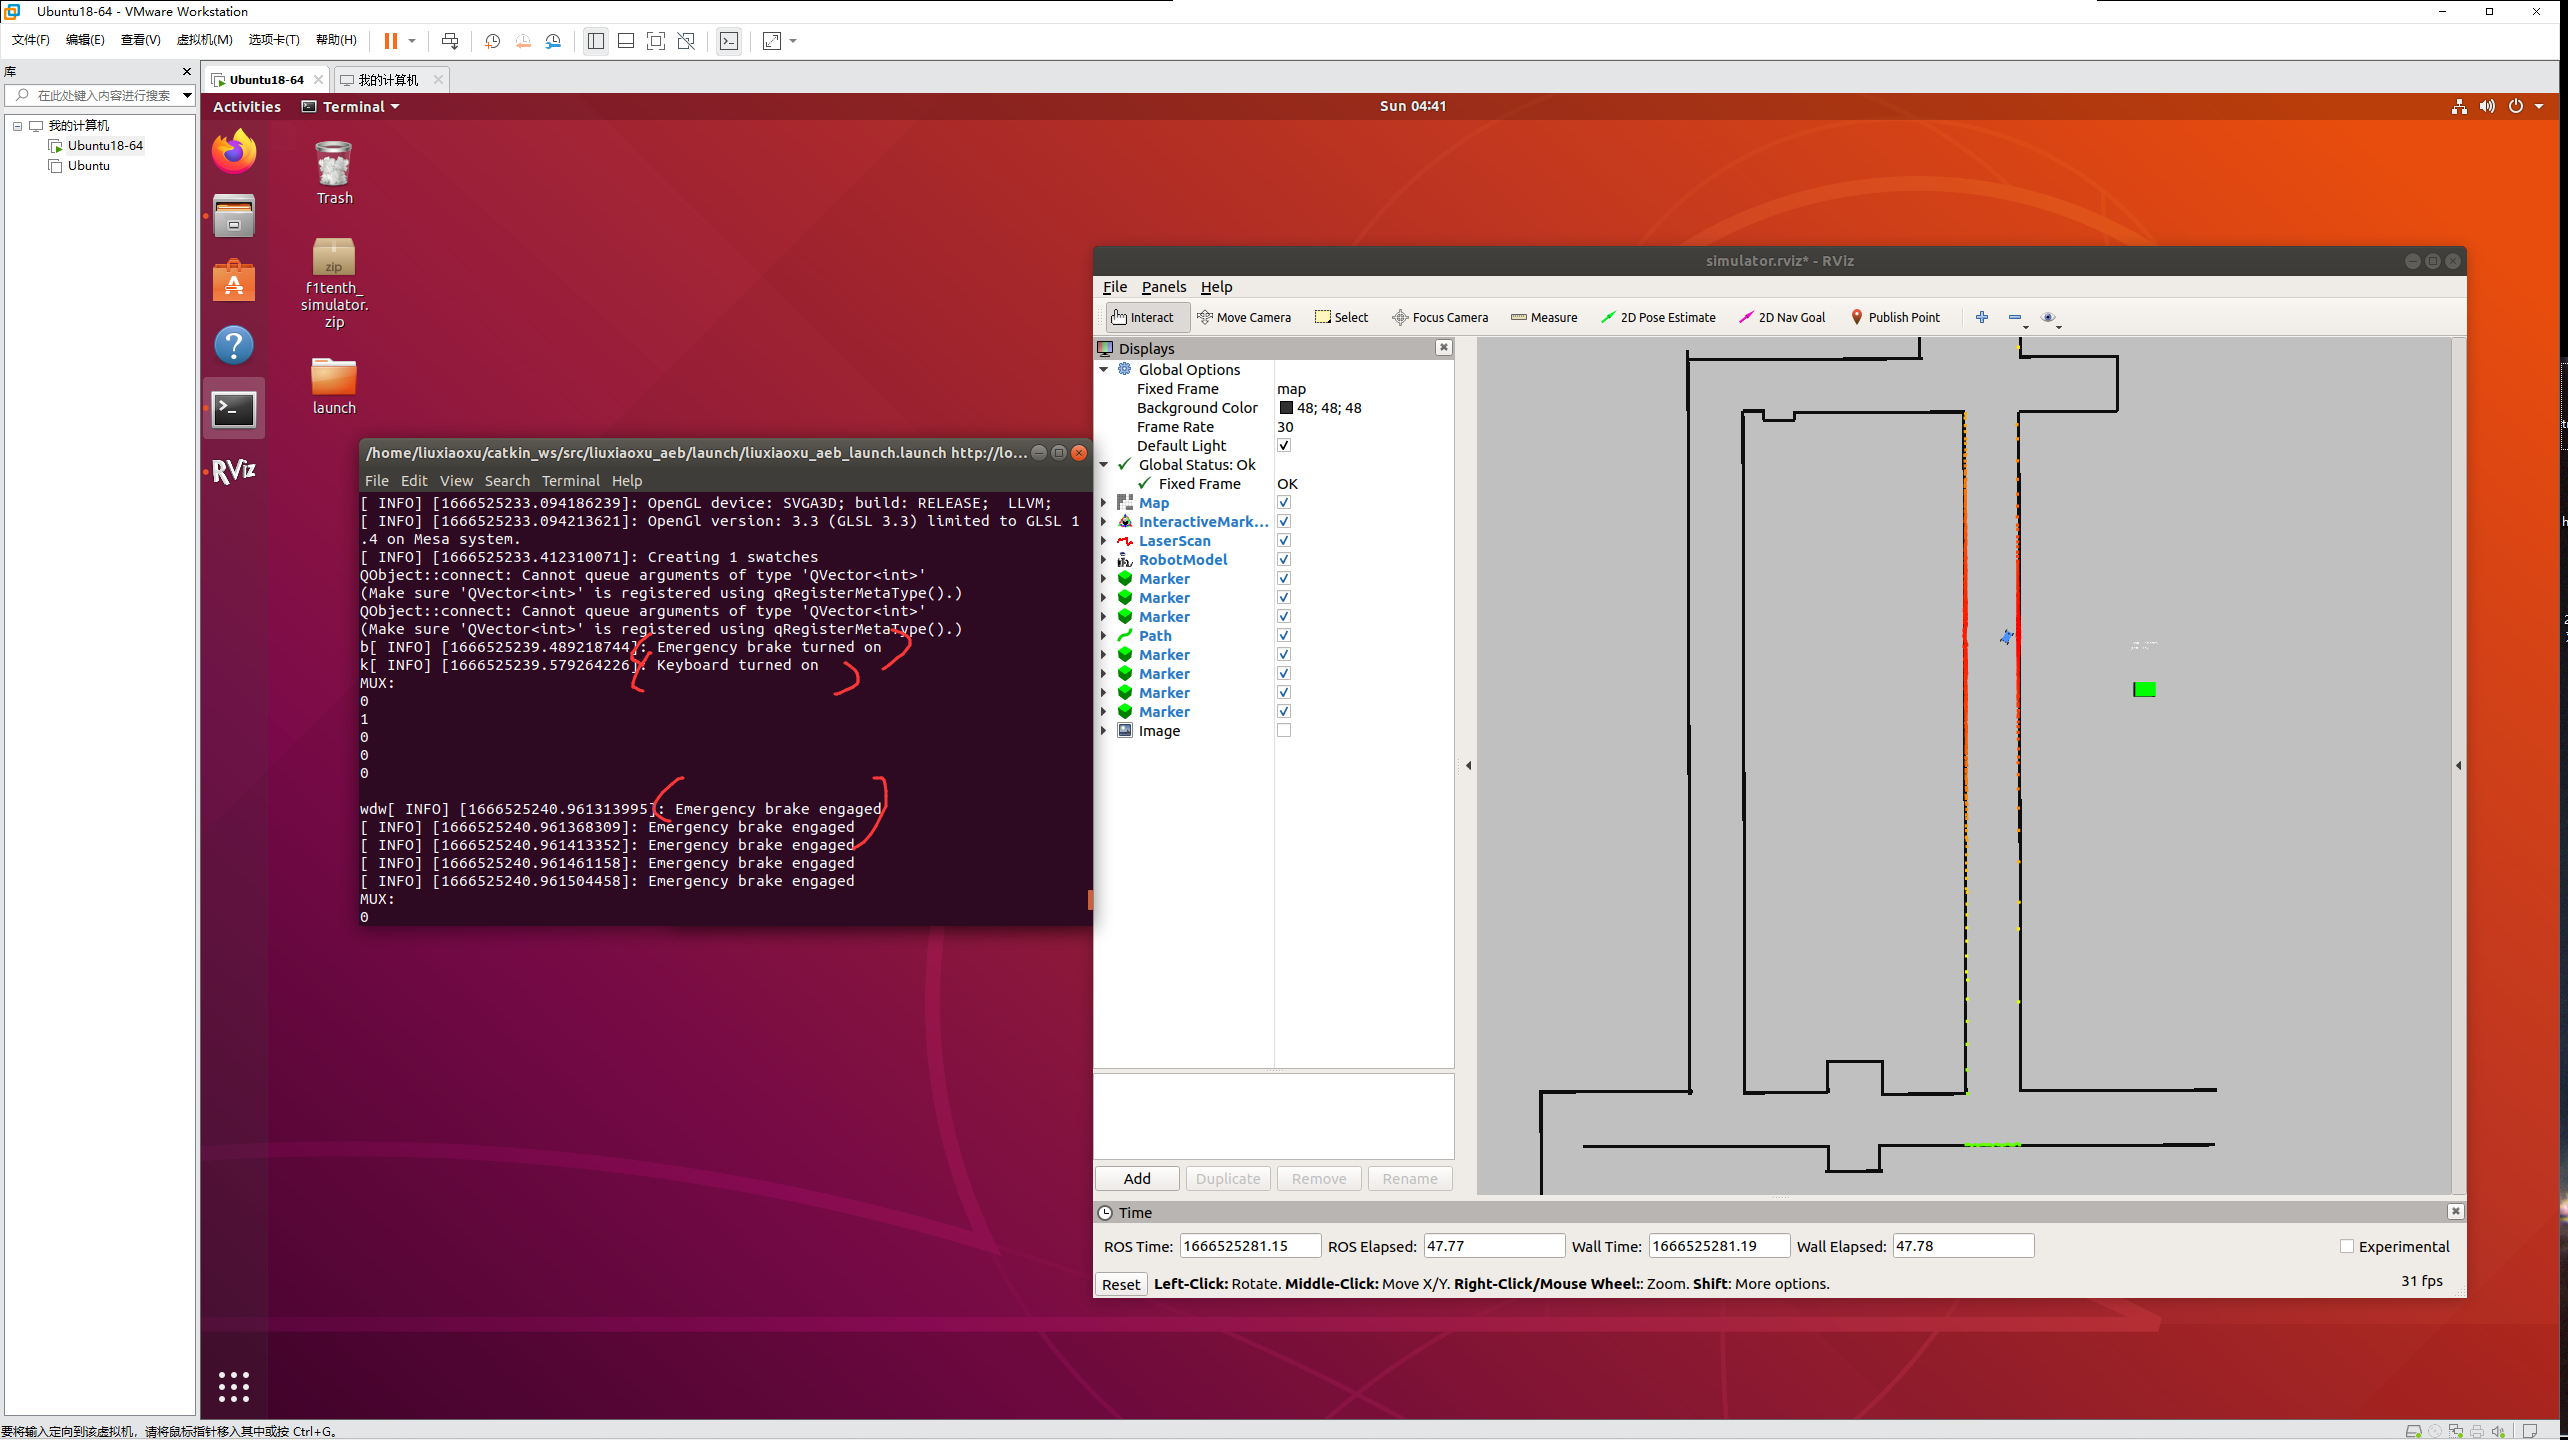 Ubuntu18-64 - VMware Workstation
文件(F) 编辑(E) 查看(V) 虚拟机(M) 选项卡(T) 帮助(H)
库
在此处键入内容进行搜索
我的计算机
Ubuntu18-64
Ubuntu
Ubuntu18-64
我的计算机
Activities
Terminal
Sun 04:41
Trash
zip
f1tenth_
simulator.
zip
launch
RViz
/home/liuxiaoxu/catkin_ws/src/liuxiaoxu_aeb/launch/liuxiaoxu_aeb_launch.launch http://lo...
File Edit View Search Terminal Help
[ INFO] [1666525233.094186239]: OpenGL device: SVGA3D; build: RELEASE;  LLVM;
[ INFO] [1666525233.094213621]: OpenGl version: 3.3 (GLSL 3.3) limited to GLSL 1
.4 on Mesa system.
[ INFO] [1666525233.412310071]: Creating 1 swatches
QObject::connect: Cannot queue arguments of type 'QVector<int>'
(Make sure 'QVector<int>' is registered using qRegisterMetaType().)
QObject::connect: Cannot queue arguments of type 'QVector<int>'
(Make sure 'QVector<int>' is registered using qRegisterMetaType().)
b[ INFO] [1666525239.489218744]: Emergency brake turned on
k[ INFO] [1666525239.579264226]: Keyboard turned on
MUX:
0
1
0
0
0
wdw[ INFO] [1666525240.961313995]: Emergency brake engaged
[ INFO] [1666525240.961368309]: Emergency brake engaged
[ INFO] [1666525240.961413352]: Emergency brake engaged
[ INFO] [1666525240.961461158]: Emergency brake engaged
[ INFO] [1666525240.961504458]: Emergency brake engaged
MUX:
0
simulator.rviz* - RViz
File Panels Help
Interact Move Camera Select Focus Camera Measure 2D Pose Estimate 2D Nav Goal Publish Point
Displays
Global Options
Fixed Frame map
Background Color 48; 48; 48
Frame Rate 30
Default Light
Global Status: Ok
Fixed Frame OK
Map
InteractiveMark...
LaserScan
RobotModel
Marker
Marker
Marker
Path
Marker
Marker
Marker
Marker
Image
Add Duplicate Remove Rename
Time
ROS Time: 1666525281.15 ROS Elapsed: 47.77 Wall Time: 1666525281.19 Wall Elapsed: 47.78 Experimental
Reset Left-Click: Rotate. Middle-Click: Move X/Y. Right-Click/Mouse Wheel:: Zoom. Shift: More options. 31 fps
要将输入定向到该虚拟机，请将鼠标指针移入其中或按 Ctrl+G。